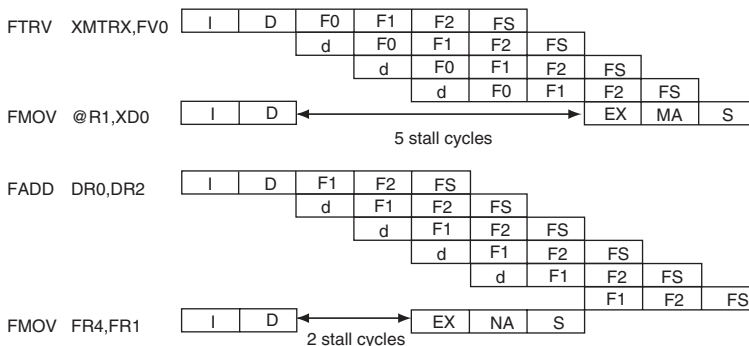 FTRV XMTRX,FV0 I D F0 F1 F2 FS
d F0 F1 F2 FS
d F0 F1 F2 FS
d F0 F1 F2 FS
FMOV @R1,XD0 I D EX MA S
5 stall cycles
FADD DR0,DR2 I D F1 F2 FS
d F1 F2 FS
d F1 F2 FS
d F1 F2 FS
d F1 F2 FS
F1 F2 FS
FMOV FR4,FR1 I D EX NA S
2 stall cycles